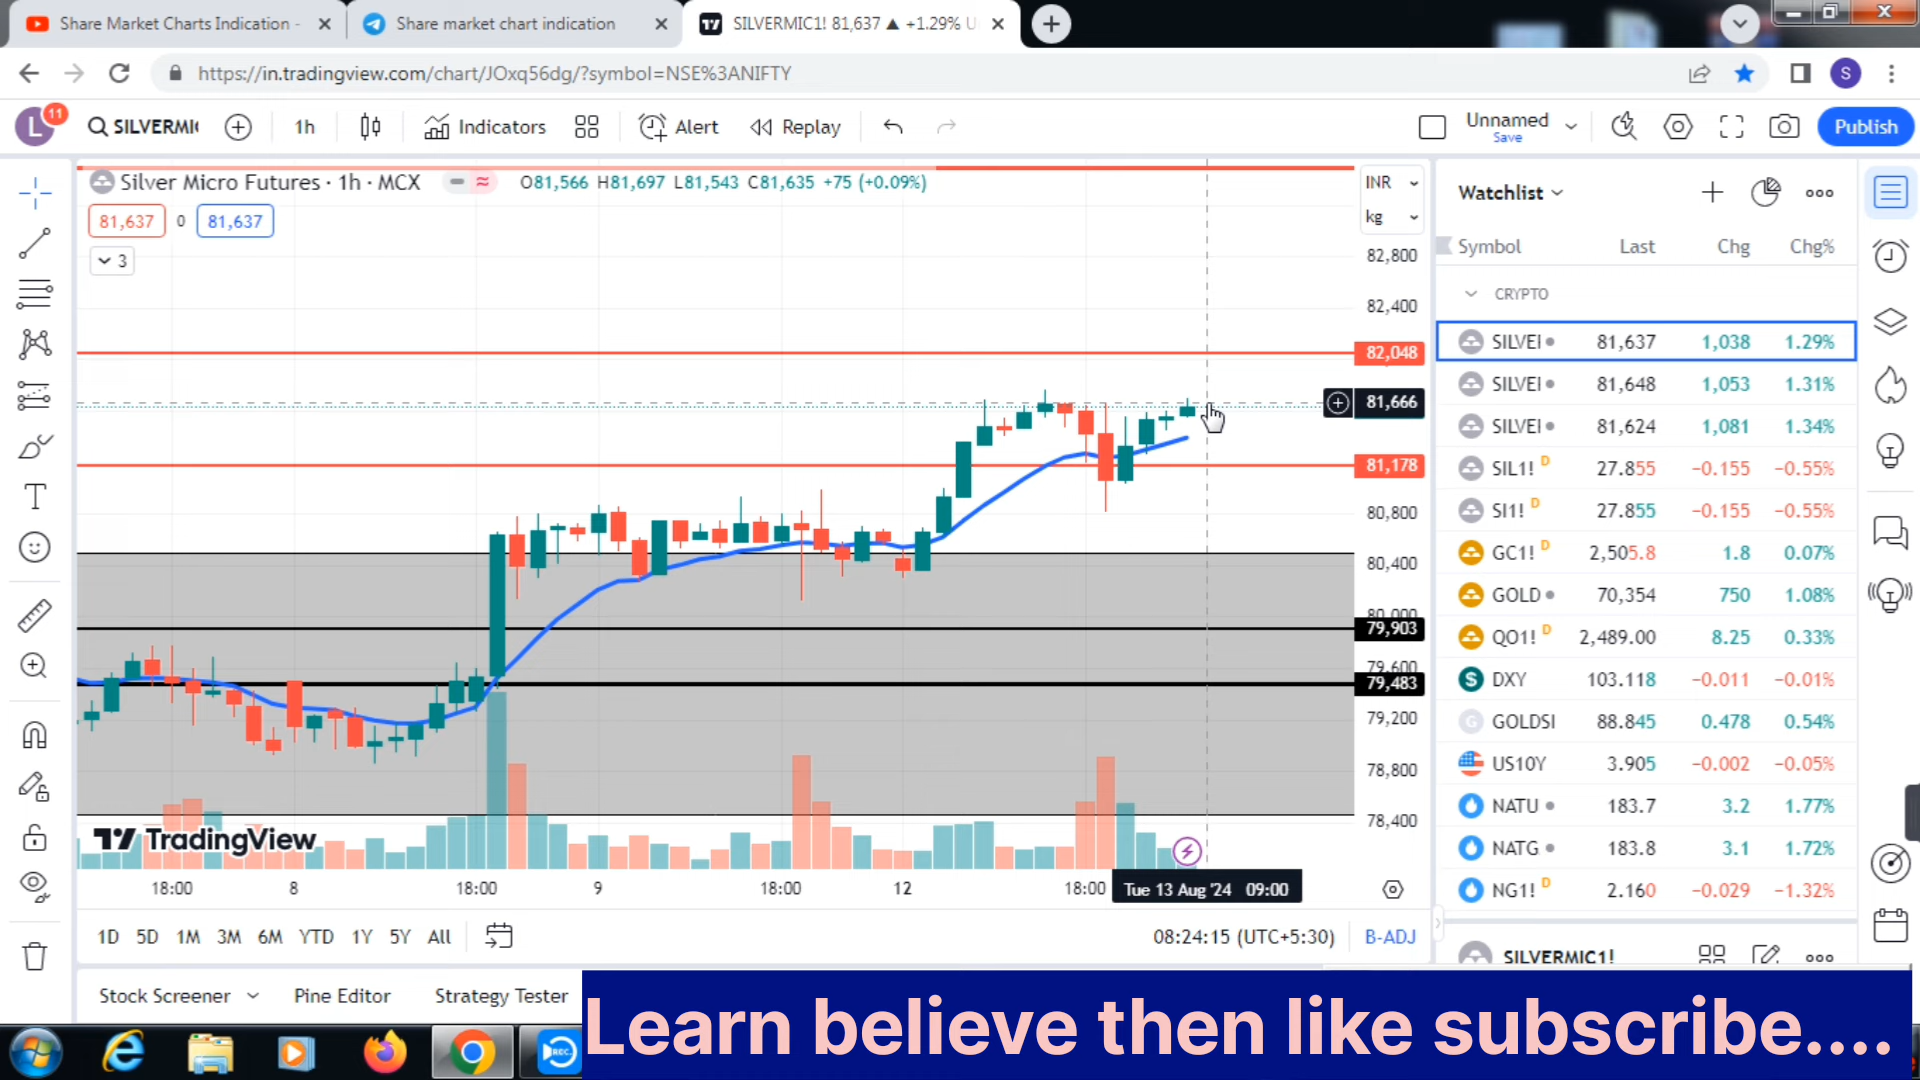 Share Market Charts Indication -
Share market chart indication
SILVERMIC1! 81,637 ▲ +1.29% U
https://in.tradingview.com/chart/JOxq56dg/?symbol=NSE%3ANIFTY
S
L 11
SILVERMI
1h
Indicators
Alert
Replay
Unnamed
Save
Publish
Silver Micro Futures · 1h · MCX
O81,566 H81,697 L81,543 C81,635 +75 (+0.09%)
81,637 0 81,637
3
INR
kg
82,800
82,400
82,048
81,666
81,178
80,800
80,400
79,903
79,600
79,483
79,200
78,800
78,400
TradingView
18:00 8 18:00 9 18:00 12 18:00 Tue 13 Aug '24 09:00
1D 5D 1M 3M 6M YTD 1Y 5Y All
08:24:15 (UTC+5:30) B-ADJ
Stock Screener Pine Editor Strategy Tester
Watchlist
Symbol Last Chg Chg%
CRYPTO
SILVEI 81,637 1,038 1.29%
SILVEI 81,648 1,053 1.31%
SILVEI 81,624 1,081 1.34%
SIL1! D 27.855 −0.155 −0.55%
SI1! D 27.855 −0.155 −0.55%
GC1! D 2,505.8 1.8 0.07%
GOLD 70,354 750 1.08%
QO1! D 2,489.00 8.25 0.33%
DXY 103.118 −0.011 −0.01%
GOLDSI 88.845 0.478 0.54%
US10Y 3.905 −0.002 −0.05%
NATU 183.7 3.2 1.77%
NATG 183.8 3.1 1.72%
NG1! D 2.160 −0.029 −1.32%
SILVERMIC1!
REC
Learn believe then like subscribe....